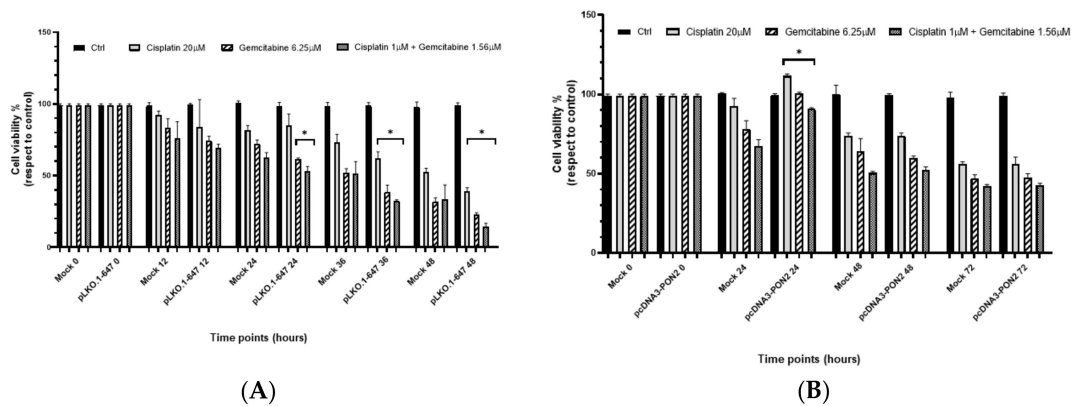 A
150
Ctrl Cisplatin 20μM Gemcitabine 6.25μM Cisplatin 1μM + Gemcitabine 1.56μM
100
50
0
Cell viability %
(respect to control)
* * *
Mock 0
pLKO.1-647 0
Mock 12
pLKO.1-647 12
Mock 24
pLKO.1-647 24
Mock 36
pLKO.1-647 36
Mock 48
pLKO.1-647 48
Time points (hours)
(A)
B
150
Ctrl Cisplatin 20μM Gemcitabine 6.25μM Cisplatin 1μM + Gemcitabine 1.56μM
100
50
0
Cell viability %
(respect to control)
*
Mock 0
pcDNA3-PON2 0
Mock 24
pcDNA3-PON2 24
Mock 48
pcDNA3-PON2 48
Mock 72
pcDNA3-PON2 72
Time points (hours)
(B)